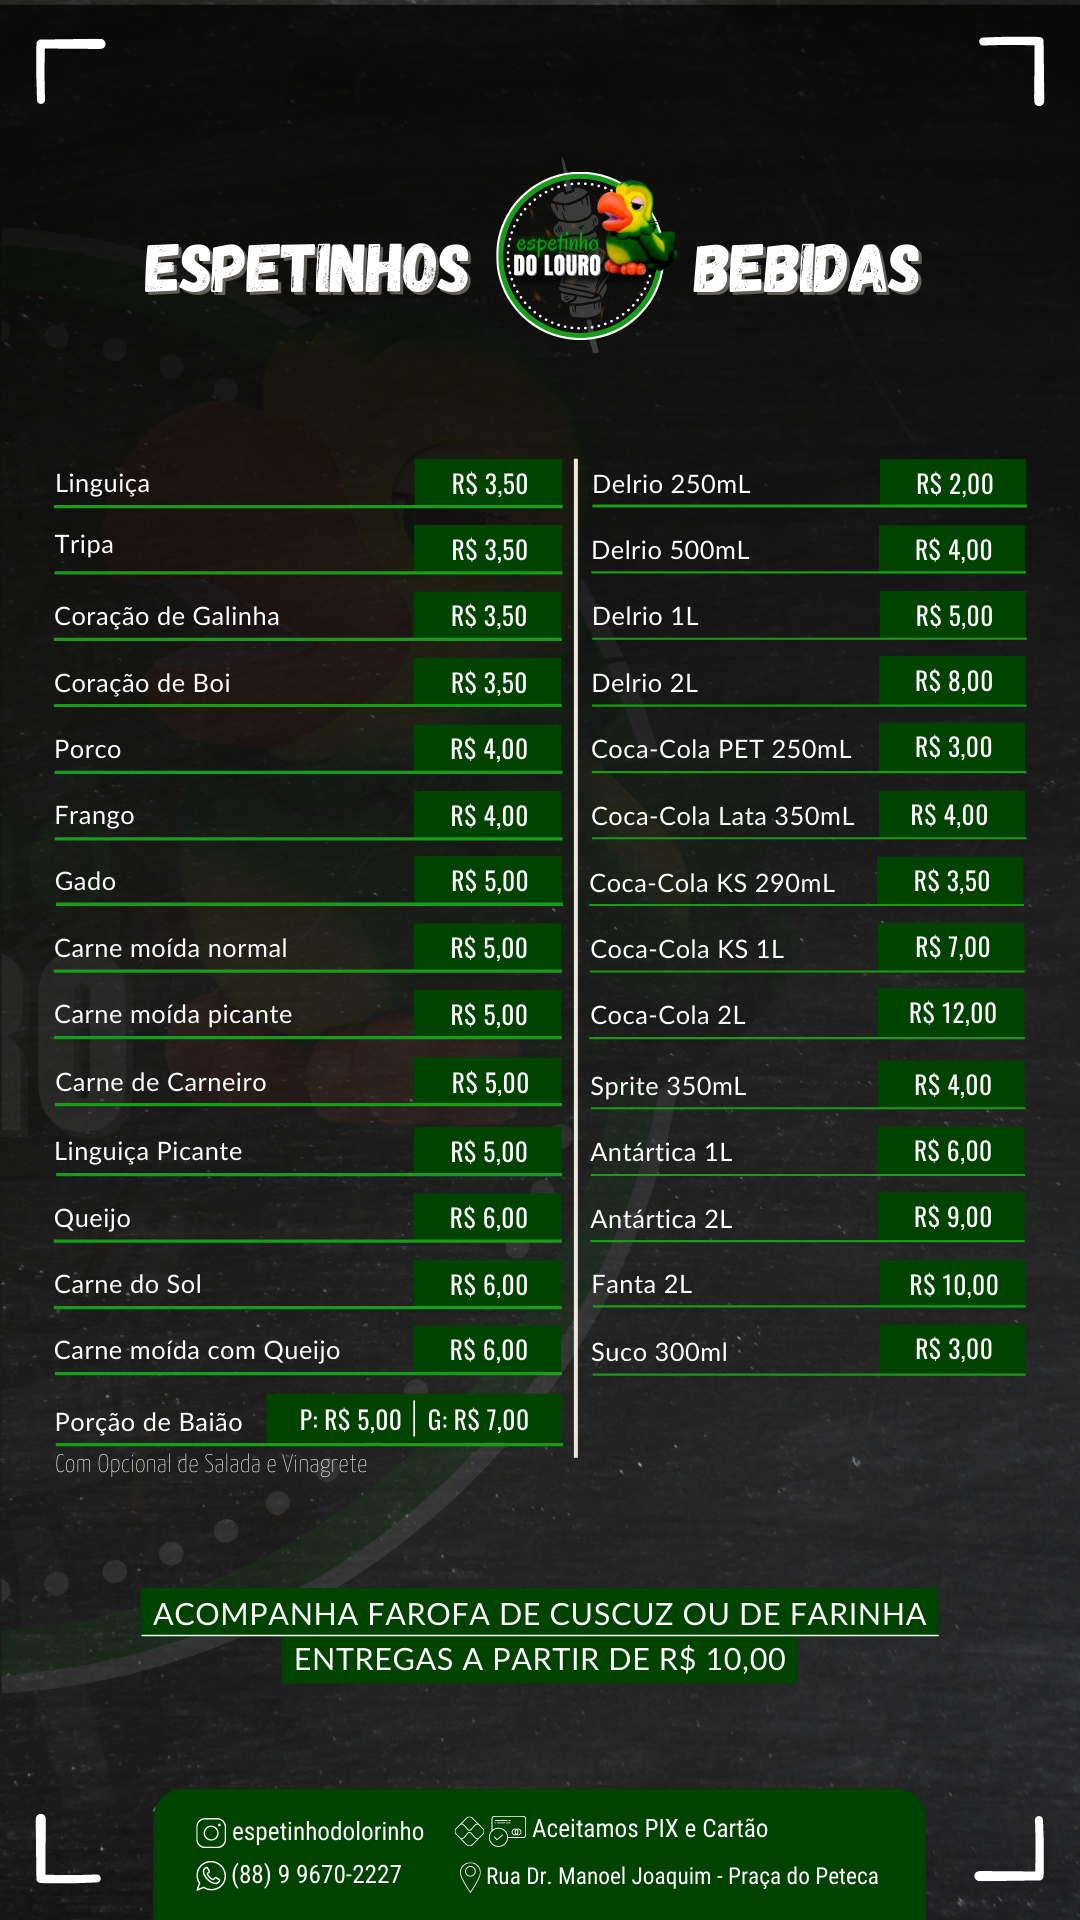 ESPETINHOS
espetinho
DO LOURO
BEBIDAS
Linguiça R$ 3,50
Tripa R$ 3,50
Coração de Galinha R$ 3,50
Coração de Boi R$ 3,50
Porco R$ 4,00
Frango R$ 4,00
Gado R$ 5,00
Carne moída normal R$ 5,00
Carne moída picante R$ 5,00
Carne de Carneiro R$ 5,00
Linguiça Picante R$ 5,00
Queijo R$ 6,00
Carne do Sol R$ 6,00
Carne moída com Queijo R$ 6,00
Porção de Baião P: R$ 5,00 | G: R$ 7,00
Com Opcional de Salada e Vinagrete
Delrio 250mL R$ 2,00
Delrio 500mL R$ 4,00
Delrio 1L R$ 5,00
Delrio 2L R$ 8,00
Coca-Cola PET 250mL R$ 3,00
Coca-Cola Lata 350mL R$ 4,00
Coca-Cola KS 290mL R$ 3,50
Coca-Cola KS 1L R$ 7,00
Coca-Cola 2L R$ 12,00
Sprite 350mL R$ 4,00
Antártica 1L R$ 6,00
Antártica 2L R$ 9,00
Fanta 2L R$ 10,00
Suco 300ml R$ 3,00
ACOMPANHA FAROFA DE CUSCUZ OU DE FARINHA
ENTREGAS A PARTIR DE R$ 10,00
espetinhodolorinho
(88) 9 9670-2227
Aceitamos PIX e Cartão
Rua Dr. Manoel Joaquim - Praça do Peteca